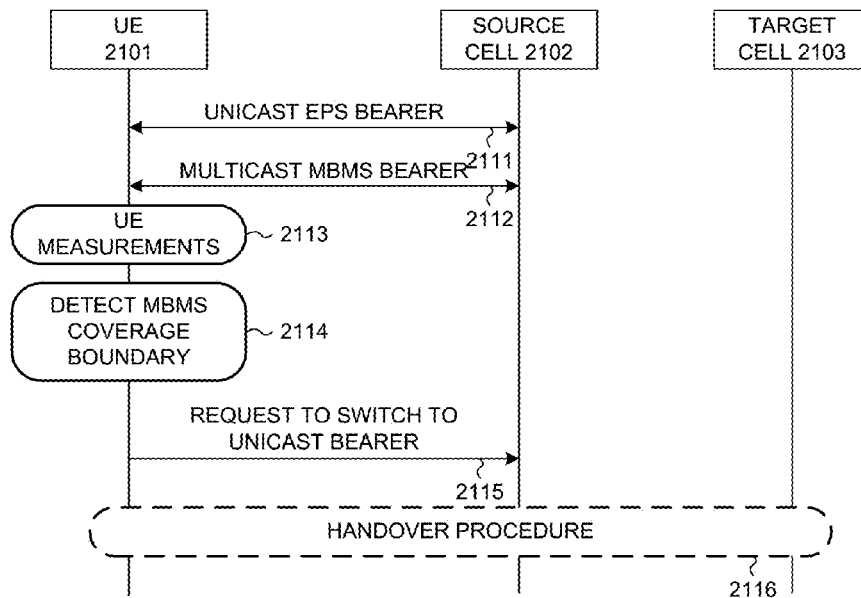 UE
2101
SOURCE
CELL 2102
TARGET
CELL 2103
UNICAST EPS BEARER
2111
MULTICAST MBMS BEARER
2112
UE
MEASUREMENTS
2113
DETECT MBMS
COVERAGE
BOUNDARY
2114
REQUEST TO SWITCH TO
UNICAST BEARER
2115
HANDOVER PROCEDURE
2116